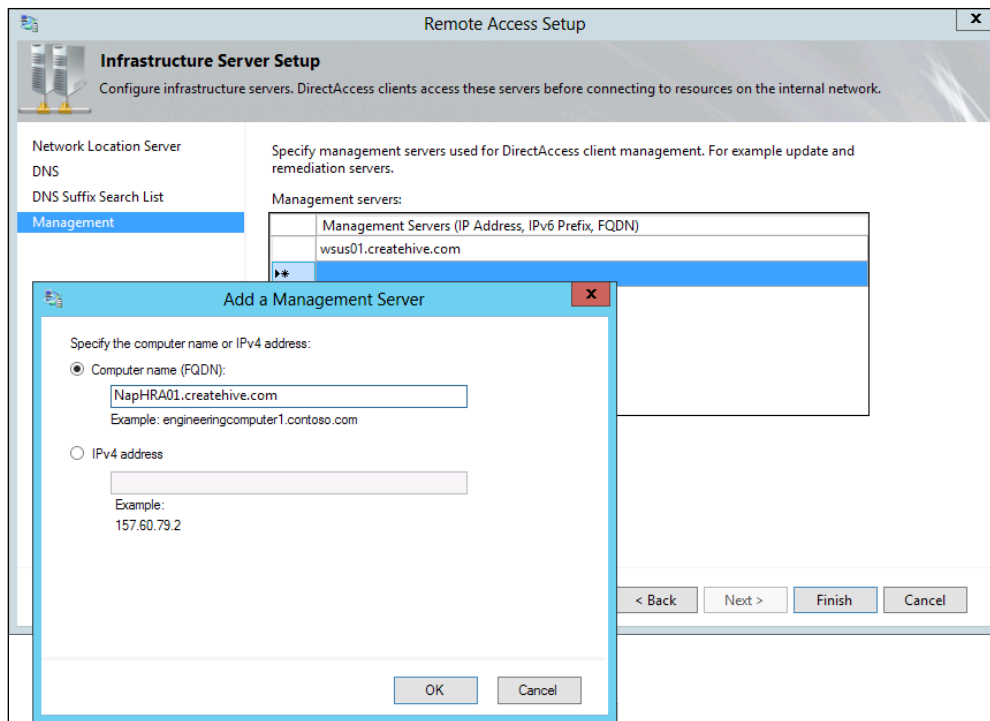 Remote Access Setup
x
Infrastructure Server Setup
Configure infrastructure servers. DirectAccess clients access these servers before connecting to resources on the internal network.
Network Location Server
DNS
DNS Suffix Search List
Management
Specify management servers used for DirectAccess client management. For example update and
remediation servers.
Management servers:
Management Servers (IP Address, IPv6 Prefix, FQDN)
wsus01.createhive.com
Add a Management Server
x
Specify the computer name or IPv4 address:
Computer name (FQDN):
NapHRA01.createhive.com
Example: engineeringcomputer1.contoso.com
IPv4 address
Example:
157.60.79.2
< Back
Next >
Finish
Cancel
OK
Cancel